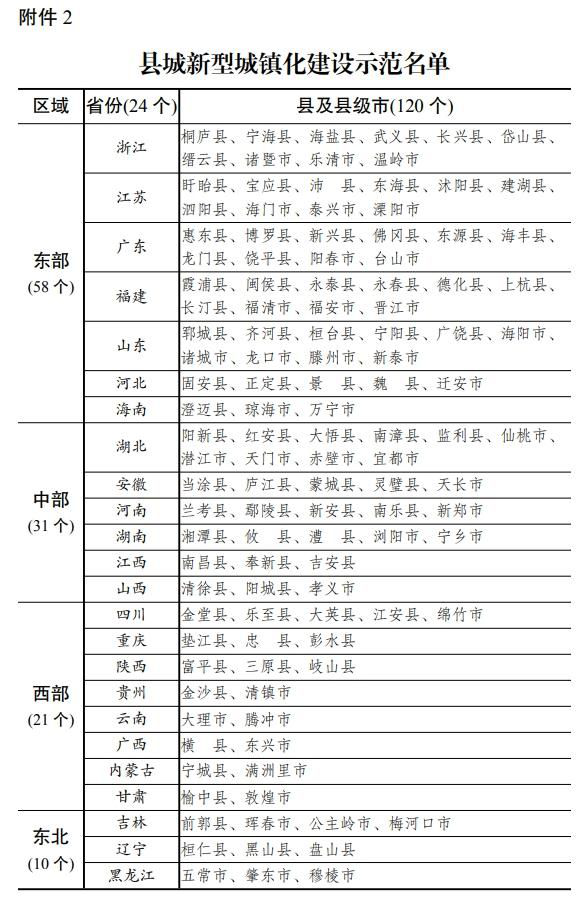 附件 2
县城新型城镇化建设示范名单
区域 省份(24 个) 县及县级市(120 个)
东部
(58 个)
浙江
桐庐县、宁海县、海盐县、武义县、长兴县、岱山县、
缙云县、诸暨市、乐清市、温岭市
江苏
盱眙县、宝应县、沛　县、东海县、沭阳县、建湖县、
泗阳县、海门市、泰兴市、溧阳市
广东
惠东县、博罗县、新兴县、佛冈县、东源县、海丰县、
龙门县、饶平县、阳春市、台山市
福建
霞浦县、闽侯县、永泰县、永春县、德化县、上杭县、
长汀县、福清市、福安市、晋江市
山东
郓城县、齐河县、桓台县、宁阳县、广饶县、海阳市、
诸城市、龙口市、滕州市、新泰市
河北 固安县、正定县、景　县、魏　县、迁安市
海南 澄迈县、琼海市、万宁市
中部
(31 个)
湖北
阳新县、红安县、大悟县、南漳县、监利县、仙桃市、
潜江市、天门市、赤壁市、宜都市
安徽 当涂县、庐江县、蒙城县、灵璧县、天长市
河南 兰考县、鄢陵县、新安县、南乐县、新郑市
湖南 湘潭县、攸　县、澧　县、浏阳市、宁乡市
江西 南昌县、奉新县、吉安县
山西 清徐县、阳城县、孝义市
西部
(21 个)
四川 金堂县、乐至县、大英县、江安县、绵竹市
重庆 垫江县、忠　县、彭水县
陕西 富平县、三原县、岐山县
贵州 金沙县、清镇市
云南 大理市、腾冲市
广西 横　县、东兴市
内蒙古 宁城县、满洲里市
甘肃 榆中县、敦煌市
东北
(10 个)
吉林 前郭县、珲春市、公主岭市、梅河口市
辽宁 桓仁县、黑山县、盘山县
黑龙江 五常市、肇东市、穆棱市